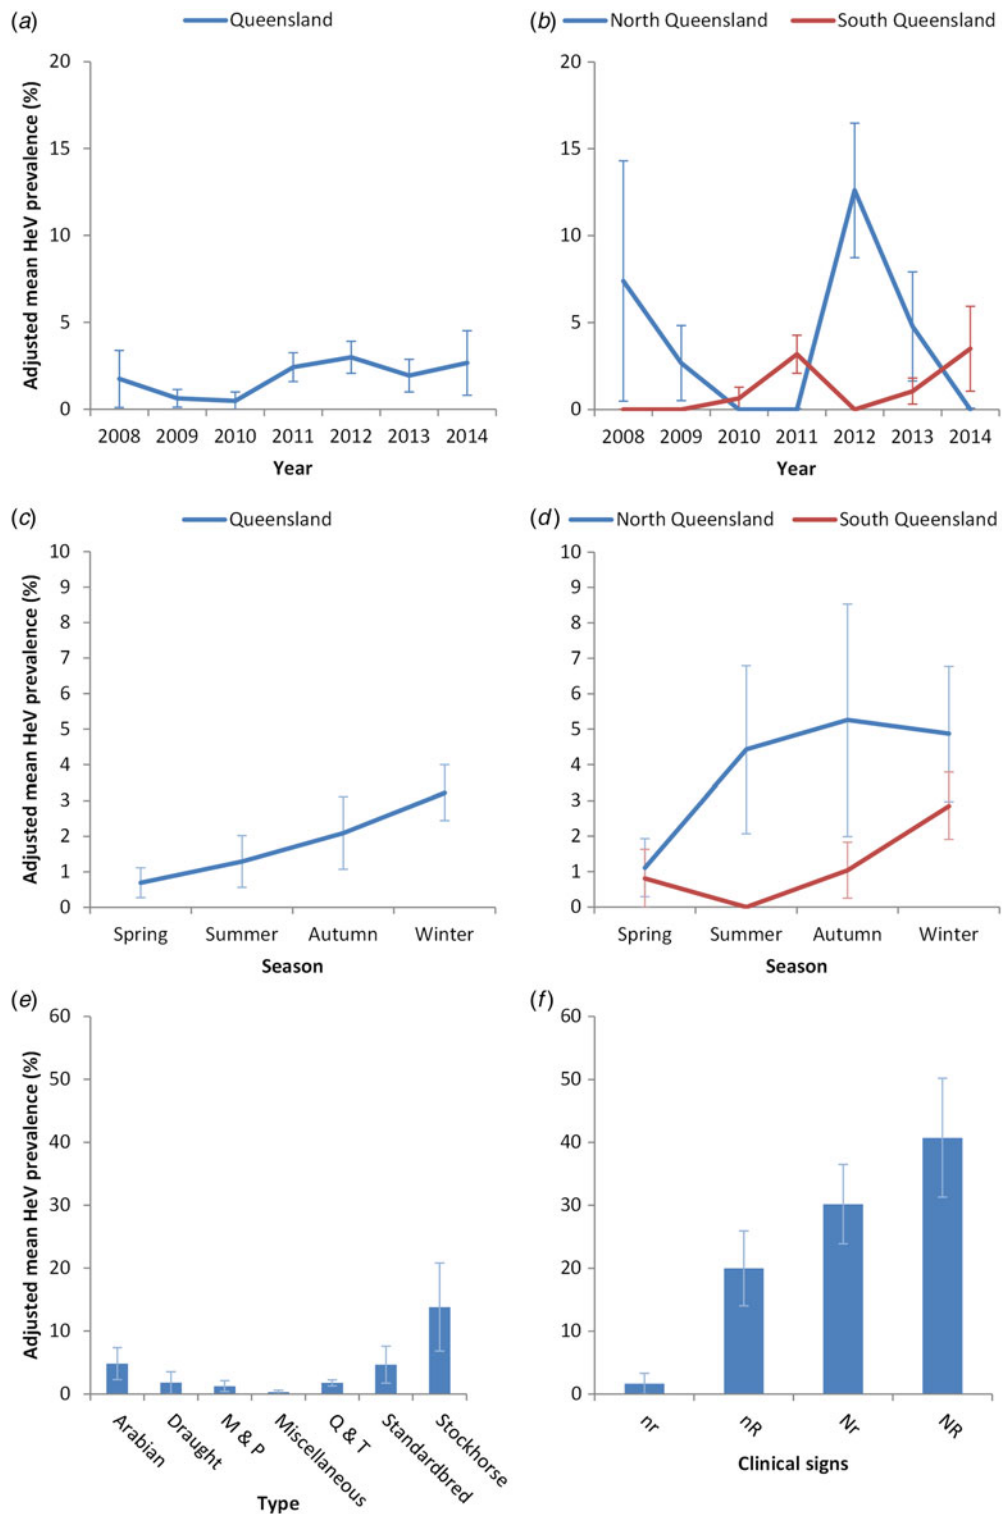 (a)
Queensland
Adjusted mean HeV prevalence (%)
20
15
10
5
0
2008 2009 2010 2011 2012 2013 2014
Year
(b)
North Queensland South Queensland
20
15
10
5
0
2008 2009 2010 2011 2012 2013 2014
Year
(c)
Queensland
Adjusted mean HeV prevalence (%)
10
9
8
7
6
5
4
3
2
1
0
Spring Summer Autumn Winter
Season
(d)
North Queensland South Queensland
10
9
8
7
6
5
4
3
2
1
0
Spring Summer Autumn Winter
Season
(e)
Adjusted mean HeV prevalence (%)
60
50
40
30
20
10
0
Arabian
Draught
M & P
Miscellaneous
Q & T
Standardbred
Stockhorse
Type
(f)
60
50
40
30
20
10
0
nr
nR
Nr
NR
Clinical signs